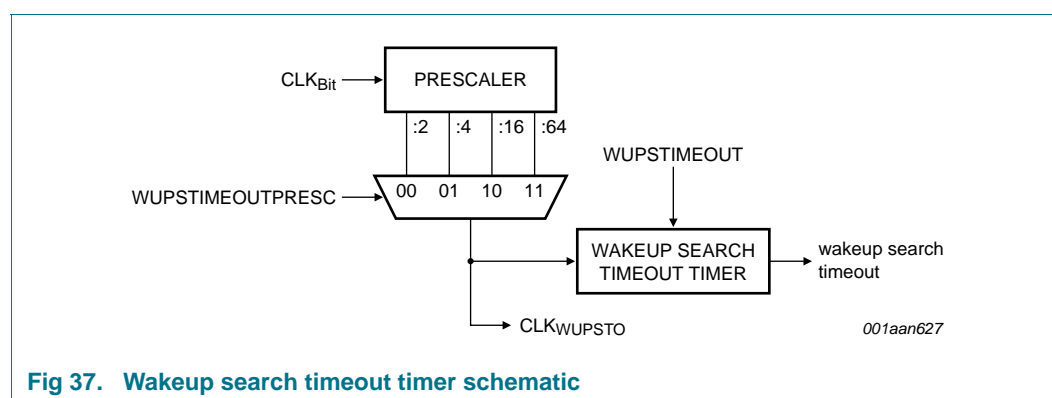 CLKBit
PRESCALER
:2 :4 :16 :64
WUPSTIMEOUT
WUPSTIMEOUTPRESC
00 01 10 11
WAKEUP SEARCH
TIMEOUT TIMER
wakeup search
timeout
CLKWUPSTO
001aan627
Fig 37. Wakeup search timeout timer schematic